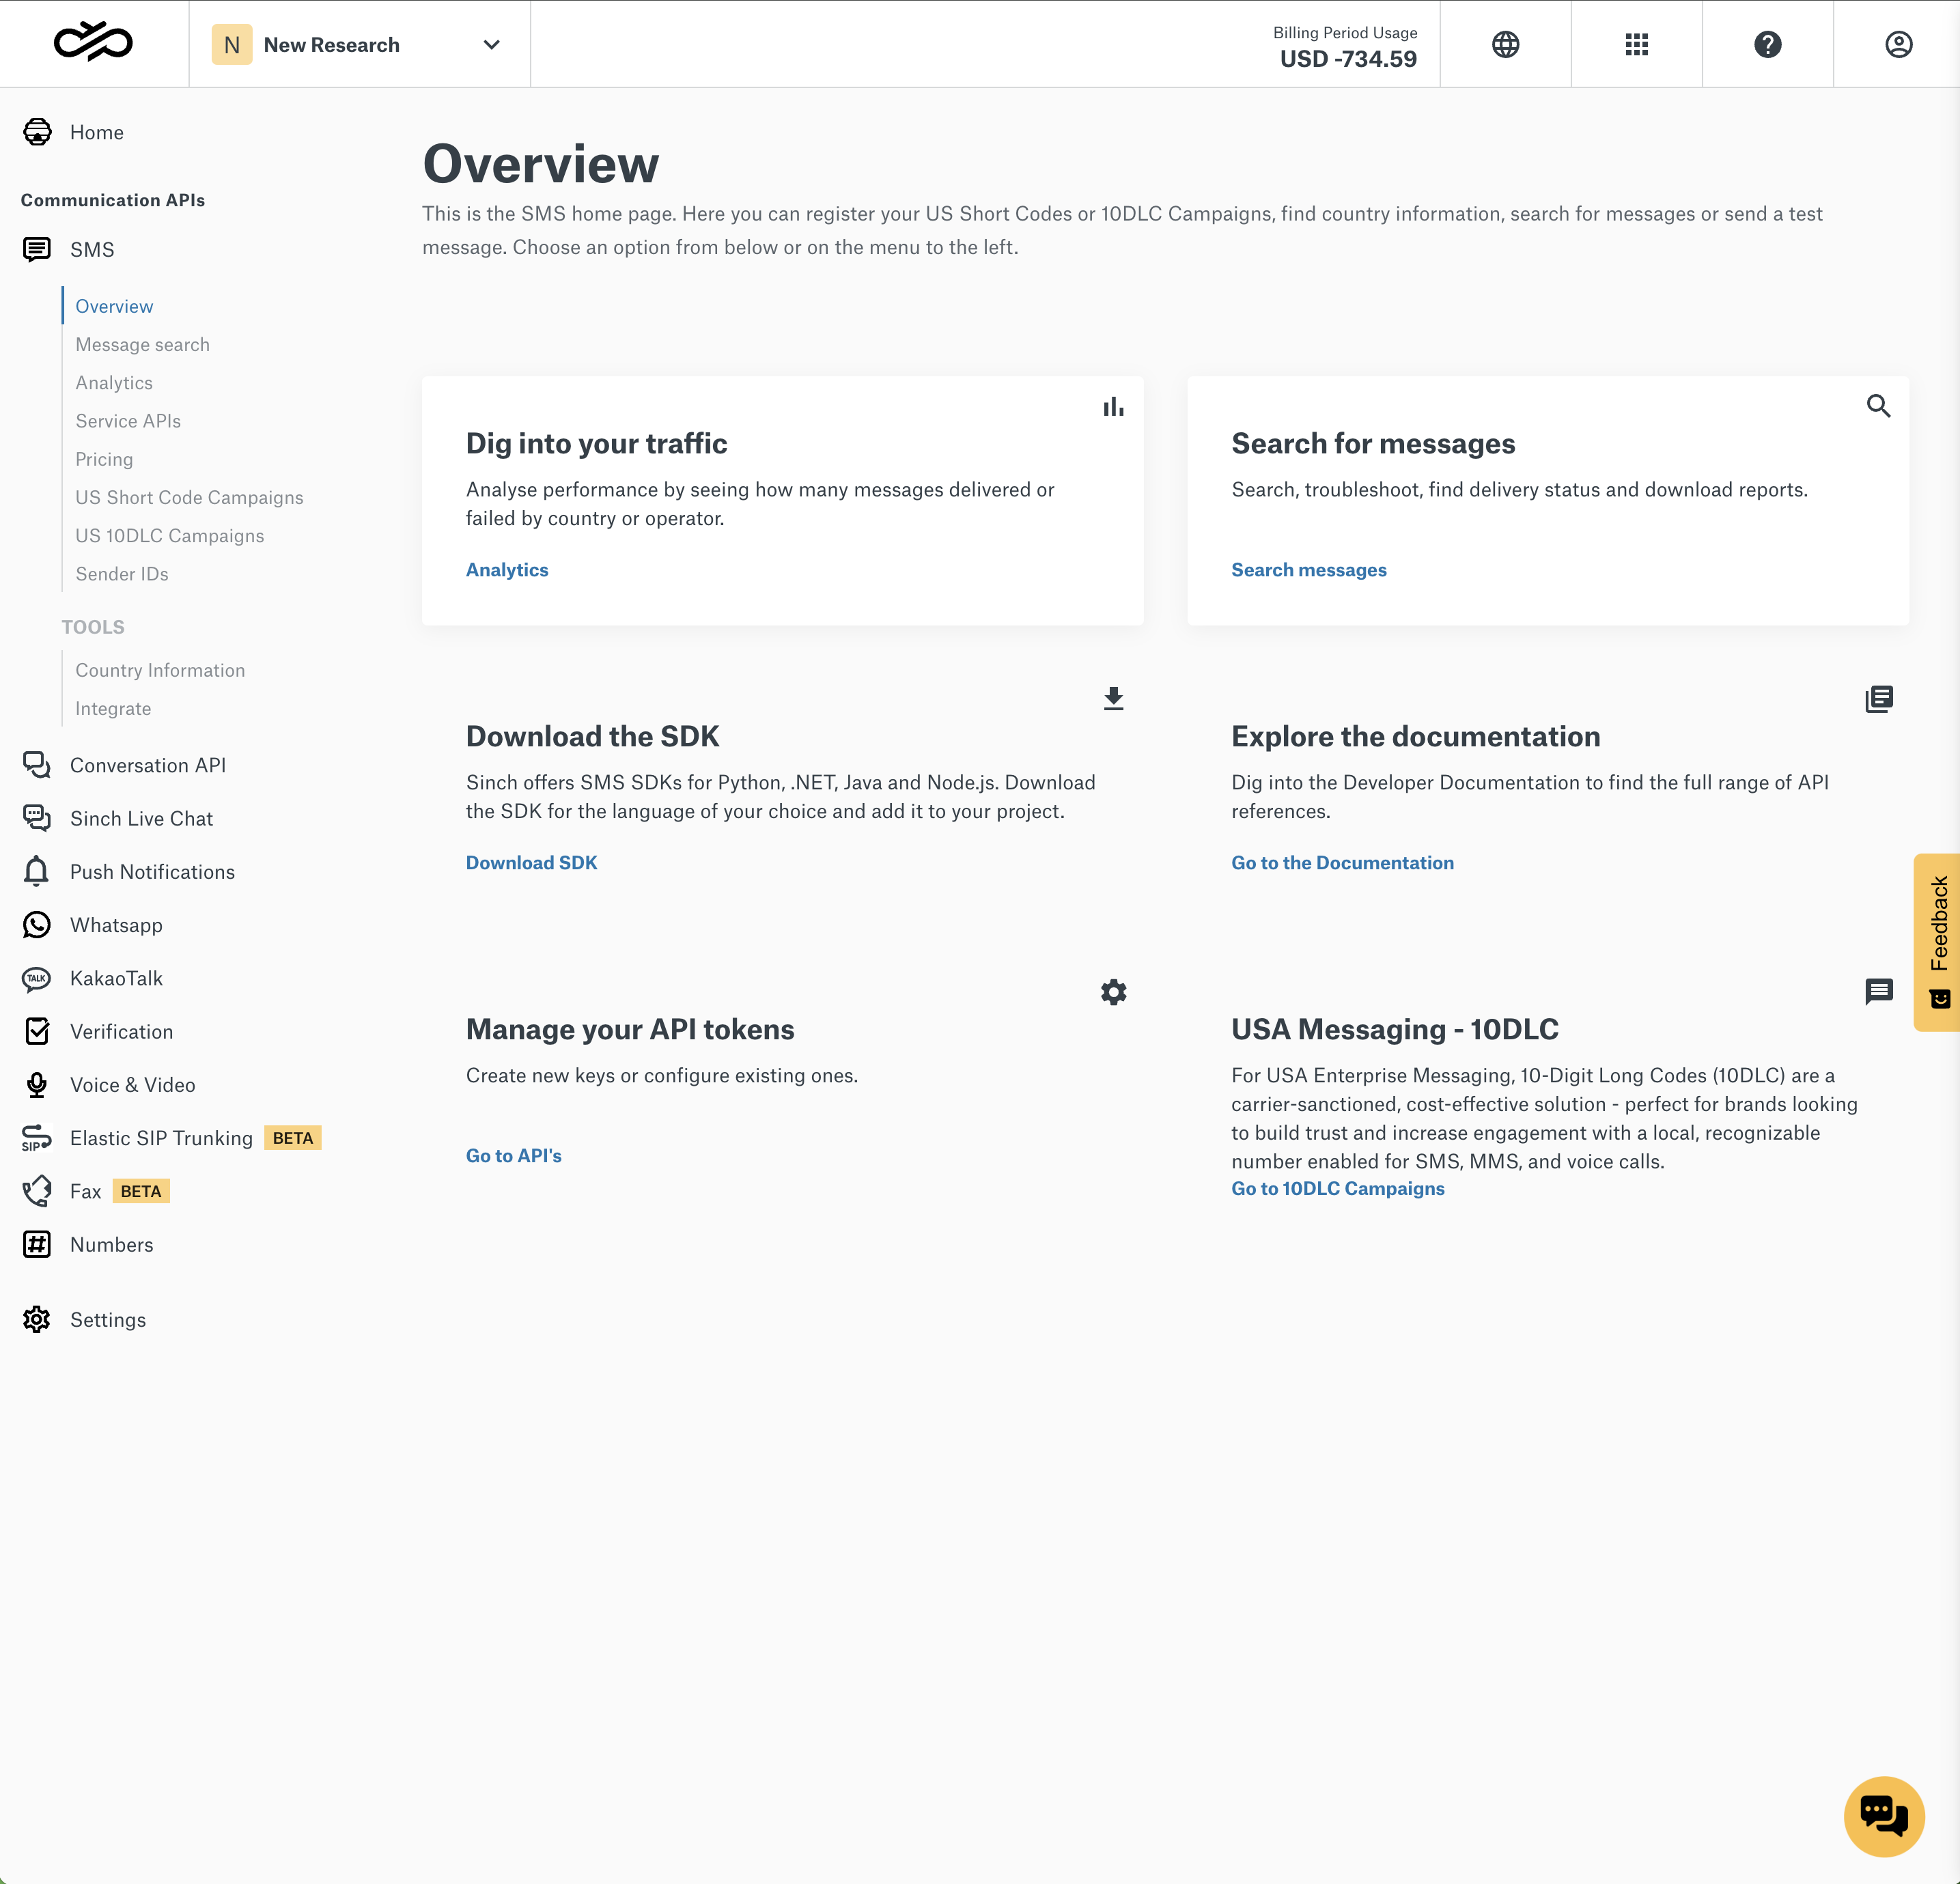 N New Research
Billing Period Usage
USD -734.59
Home
Communication APIs
SMS
Overview
Message search
Analytics
Service APIs
Pricing
US Short Code Campaigns
US 10DLC Campaigns
Sender IDs
TOOLS
Country Information
Integrate
Conversation API
Sinch Live Chat
Push Notifications
Whatsapp
TALK
KakaoTalk
Verification
Voice & Video
SIP
Elastic SIP Trunking BETA
Fax BETA
Numbers
Settings
Overview
This is the SMS home page. Here you can register your US Short Codes or 10DLC Campaigns, find country information, search for messages or send a test
message. Choose an option from below or on the menu to the left.
Dig into your traffic
Analyse performance by seeing how many messages delivered or
failed by country or operator.
Analytics
Search for messages
Search, troubleshoot, find delivery status and download reports.
Search messages
Download the SDK
Sinch offers SMS SDKs for Python, .NET, Java and Node.js. Download
the SDK for the language of your choice and add it to your project.
Download SDK
Explore the documentation
Dig into the Developer Documentation to find the full range of API
references.
Go to the Documentation
Manage your API tokens
Create new keys or configure existing ones.
Go to API's
USA Messaging - 10DLC
For USA Enterprise Messaging, 10-Digit Long Codes (10DLC) are a
carrier-sanctioned, cost-effective solution - perfect for brands looking
to build trust and increase engagement with a local, recognizable
number enabled for SMS, MMS, and voice calls.
Go to 10DLC Campaigns
Feedback